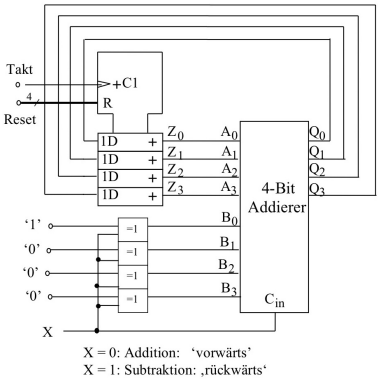 Takt
+C1
4
R
Reset
1D + Z0 A0 Q0
1D + Z1 A1 Q1
1D + Z2 A2 Q2
1D + Z3 A3 Q3
4-Bit
Addierer
‘1’ =1 B0
‘0’ =1 B1
‘0’ =1 B2
‘0’ =1 B3
Cin
X
X = 0: Addition: ‘vorwärts’
X = 1: Subtraktion: ‚rückwärts‘